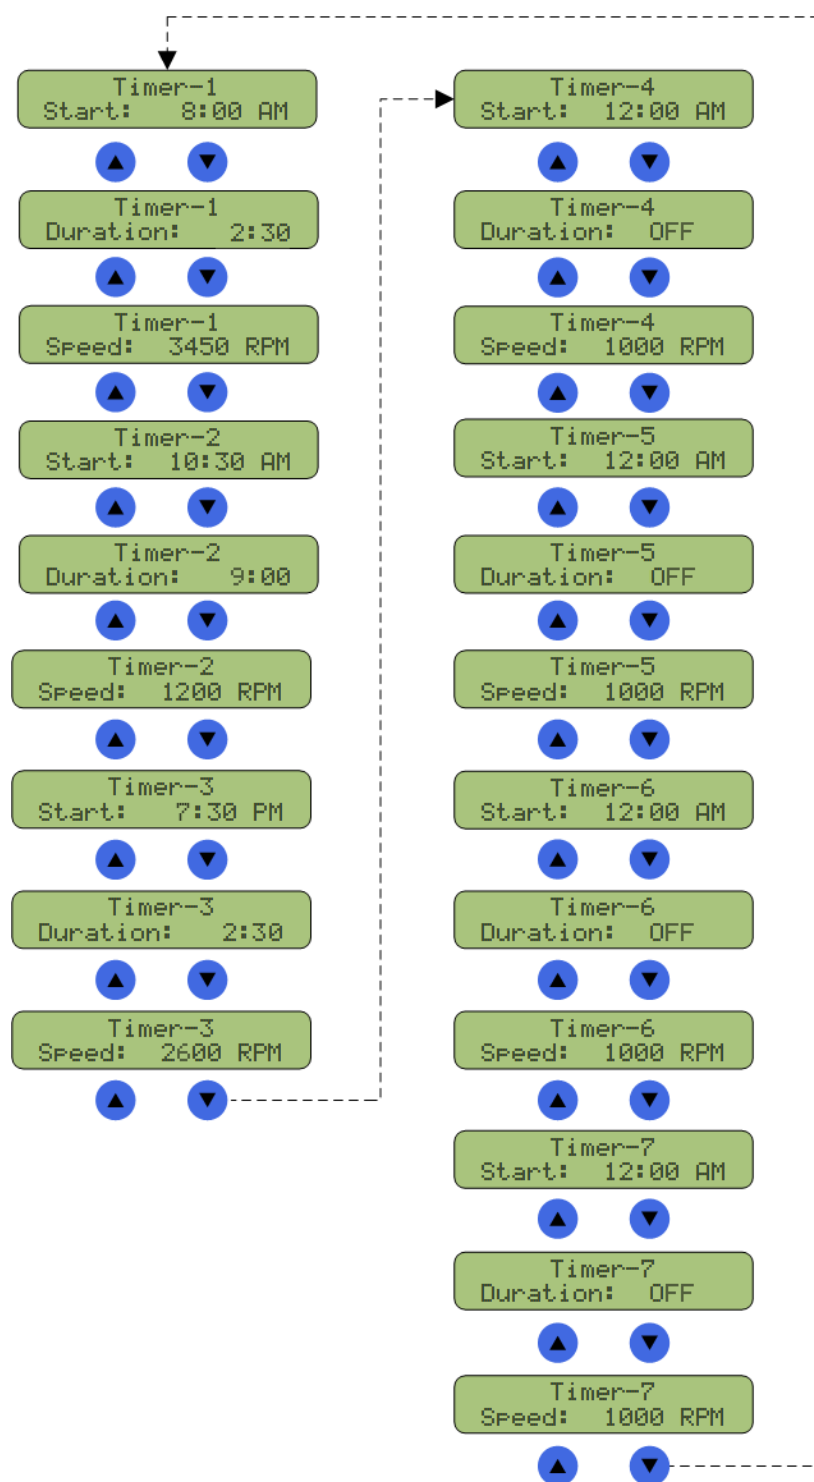 Timer-1
Start: 8:00 AM
Timer-1
Duration: 2:30
Timer-1
Speed: 3450 RPM
Timer-2
Start: 10:30 AM
Timer-2
Duration: 9:00
Timer-2
Speed: 1200 RPM
Timer-3
Start: 7:30 PM
Timer-3
Duration: 2:30
Timer-3
Speed: 2600 RPM
Timer-4
Start: 12:00 AM
Timer-4
Duration: OFF
Timer-4
Speed: 1000 RPM
Timer-5
Start: 12:00 AM
Timer-5
Duration: OFF
Timer-5
Speed: 1000 RPM
Timer-6
Start: 12:00 AM
Timer-6
Duration: OFF
Timer-6
Speed: 1000 RPM
Timer-7
Start: 12:00 AM
Timer-7
Duration: OFF
Timer-7
Speed: 1000 RPM